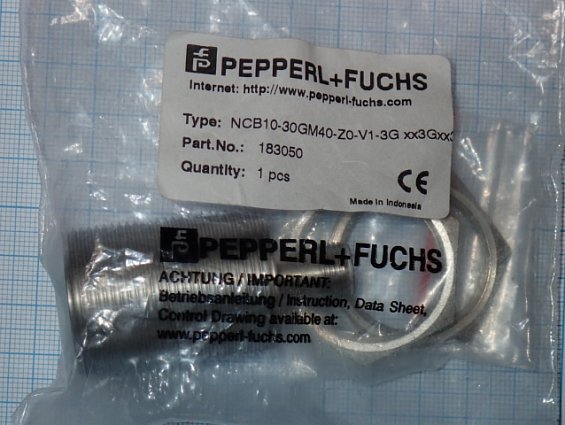 PEPPERL+FUCHS
Internet: http://www.pepperl-fuchs.com
Type: NCB10-30GM40-Z0-V1-3G xx3Gxx3
Part.No.: 183050
Quantity: 1 pcs
CE
Made in Indonesia
PEPPERL+FUCHS
ACHTUNG / IMPORTANT:
Betriebsanleitung / Instruction, Data Sheet,
Control Drawing available at:
www.pepperl-fuchs.com